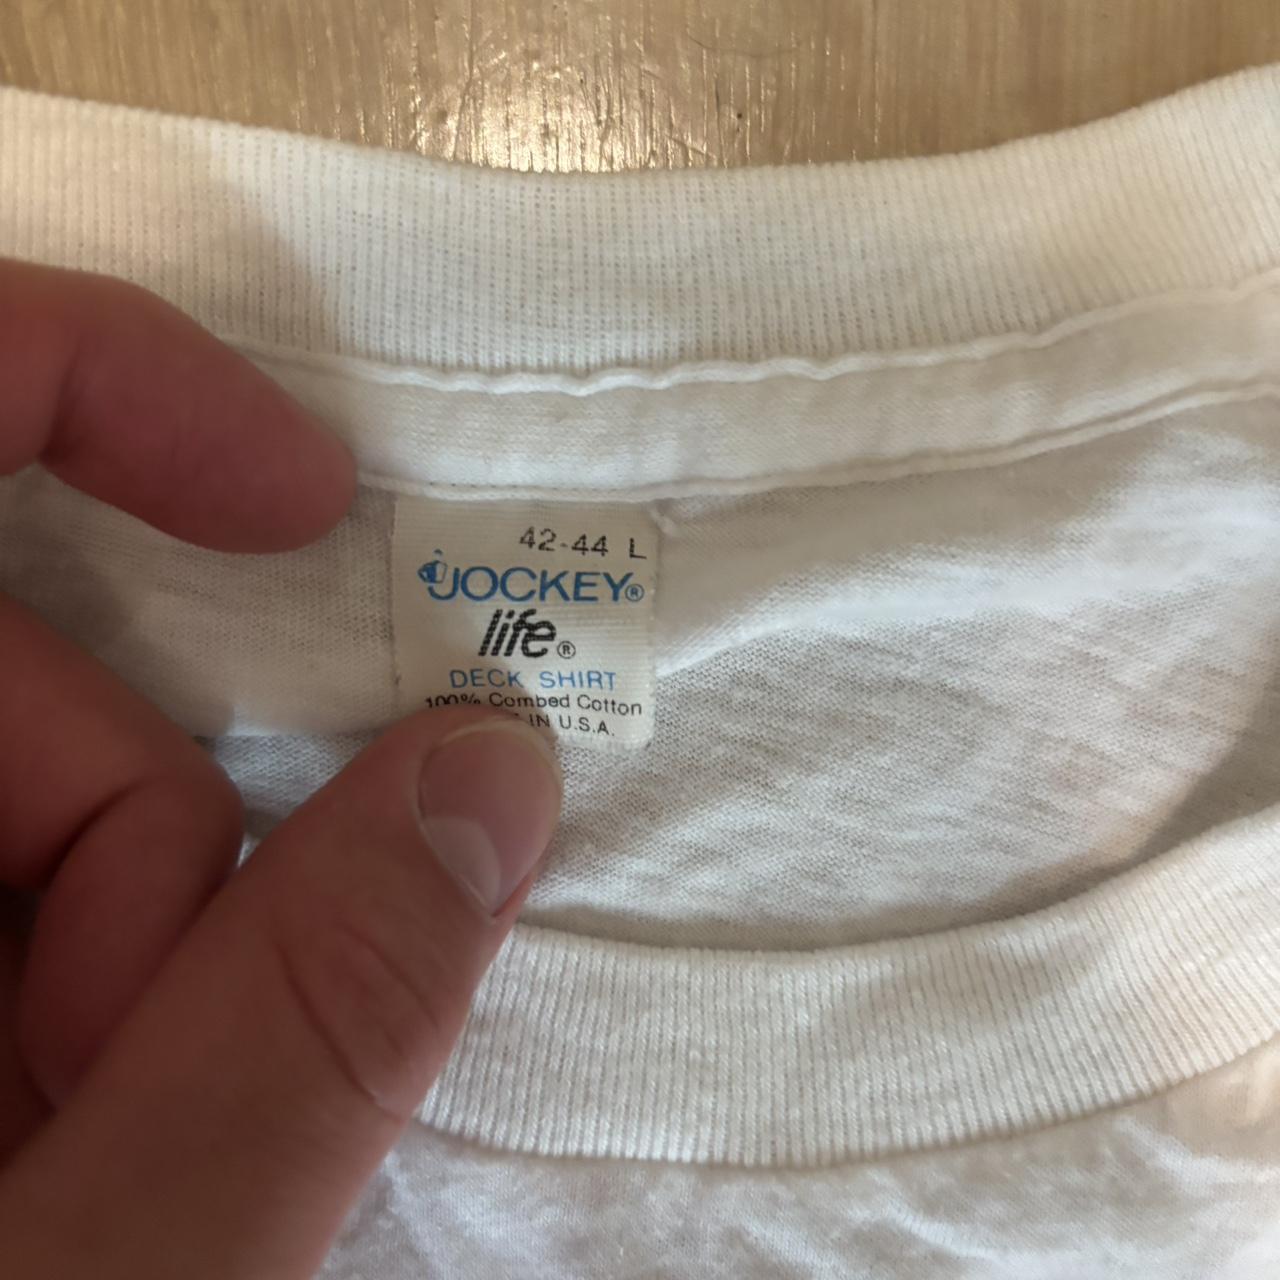 42-44 L
JOCKEY®
life®
DECK SHIRT
100% Combed Cotton
IN U.S.A.